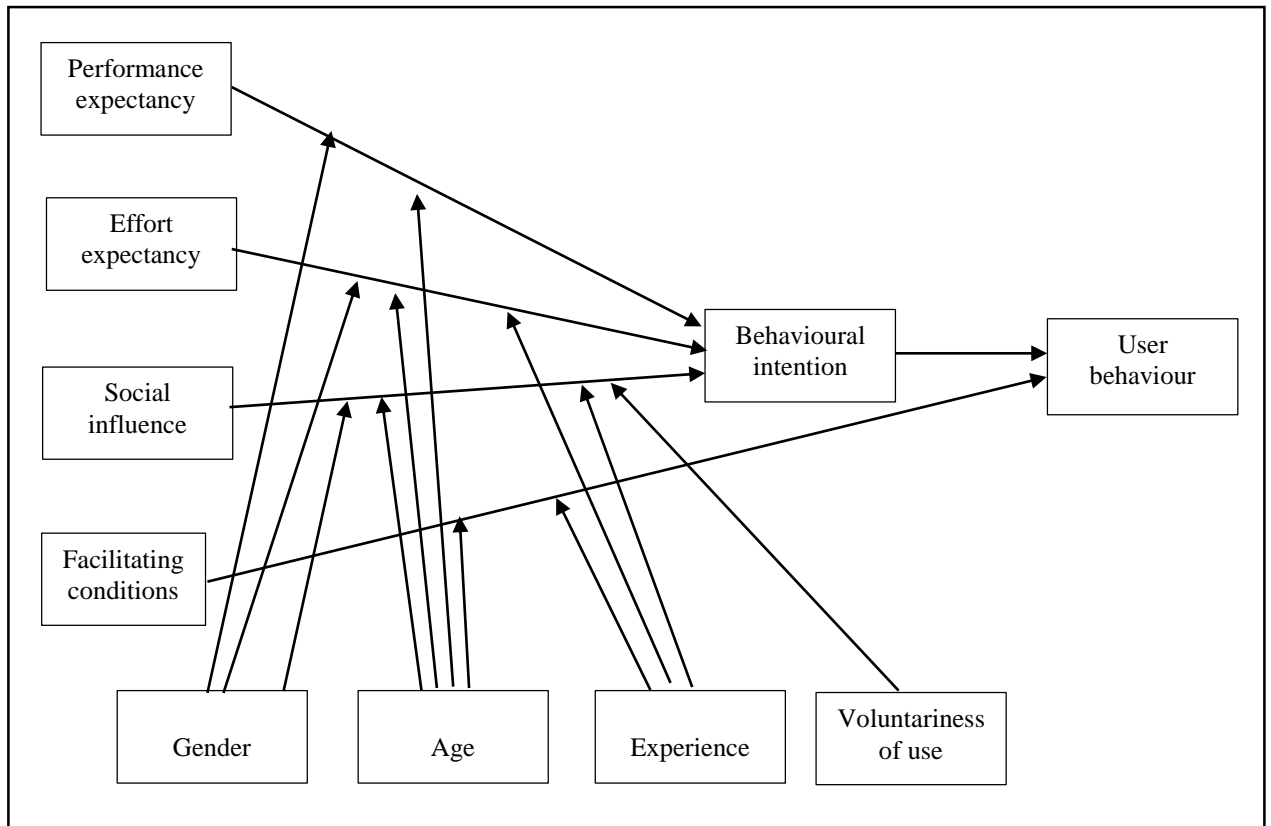 Performance
expectancy
Effort
expectancy
Social
influence
Facilitating
conditions
Behavioural
intention
User
behaviour
Gender
Age
Experience
Voluntariness
of use